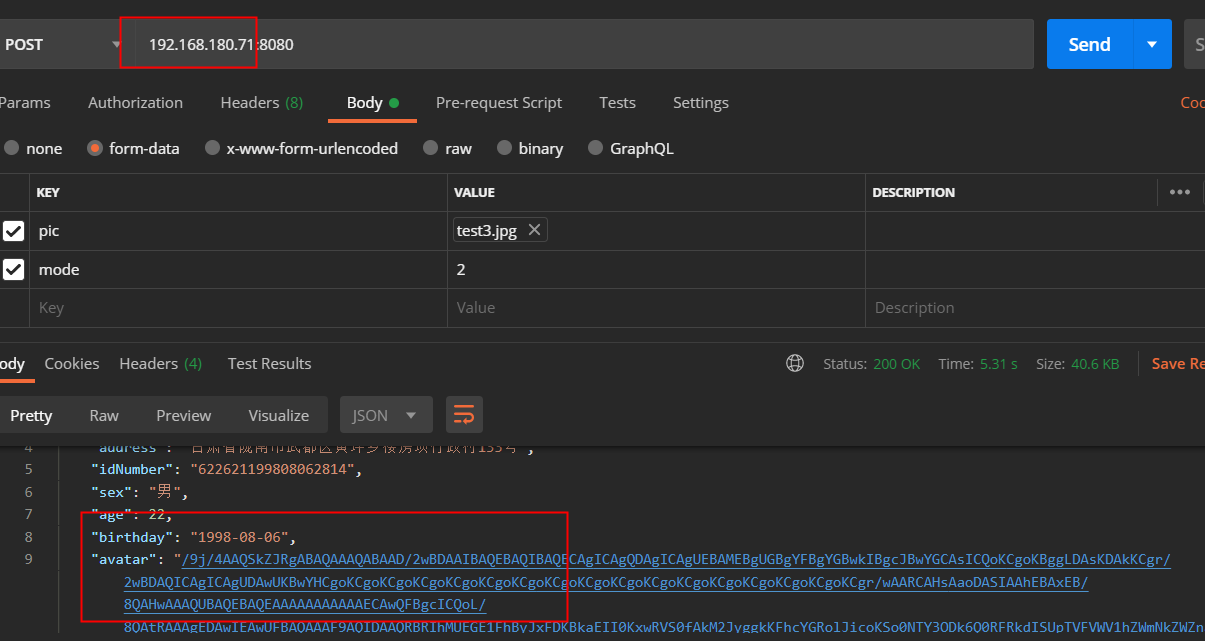 POST 192.168.180.71:8080 Send S
Params Authorization Headers (8) Body Pre-request Script Tests Settings Coo
none form-data x-www-form-urlencoded raw binary GraphQL
KEY VALUE DESCRIPTION
pic test3.jpg
mode 2
Key Value Description
ody Cookies Headers (4) Test Results Status: 200 OK Time: 5.31 s Size: 40.6 KB Save Re
Pretty Raw Preview Visualize JSON
4 "address":
5 "idNumber": "622621199808062814",
6 "sex": "男",
7 "age": 22,
8 "birthday": "1998-08-06",
9 "avatar": "/9j/4AAQSkZJRgABAQAAAQABAAD/2wBDAAIBAQEBAQIBAQECAgICAgQDAgICAgUEBAMEBgUGBgYFBgYGBwkIBgcJBwYGCAsICQoKCgoKBggLDAsKDAkKCgr/
2wBDAQICAgICAgUDAwUKBwYHCgoKCgoKCgoKCgoKCgoKCgoKCgoKCgoKCgoKCgoKCgoKCgoKCgoKCgoKCgoKCgoKCgr/wAARCAHsAaoDASIAAhEBAxEB/
8QAHwAAAQUBAQEBAQEAAAAAAAAAAAECAwQFBgcICQoL/